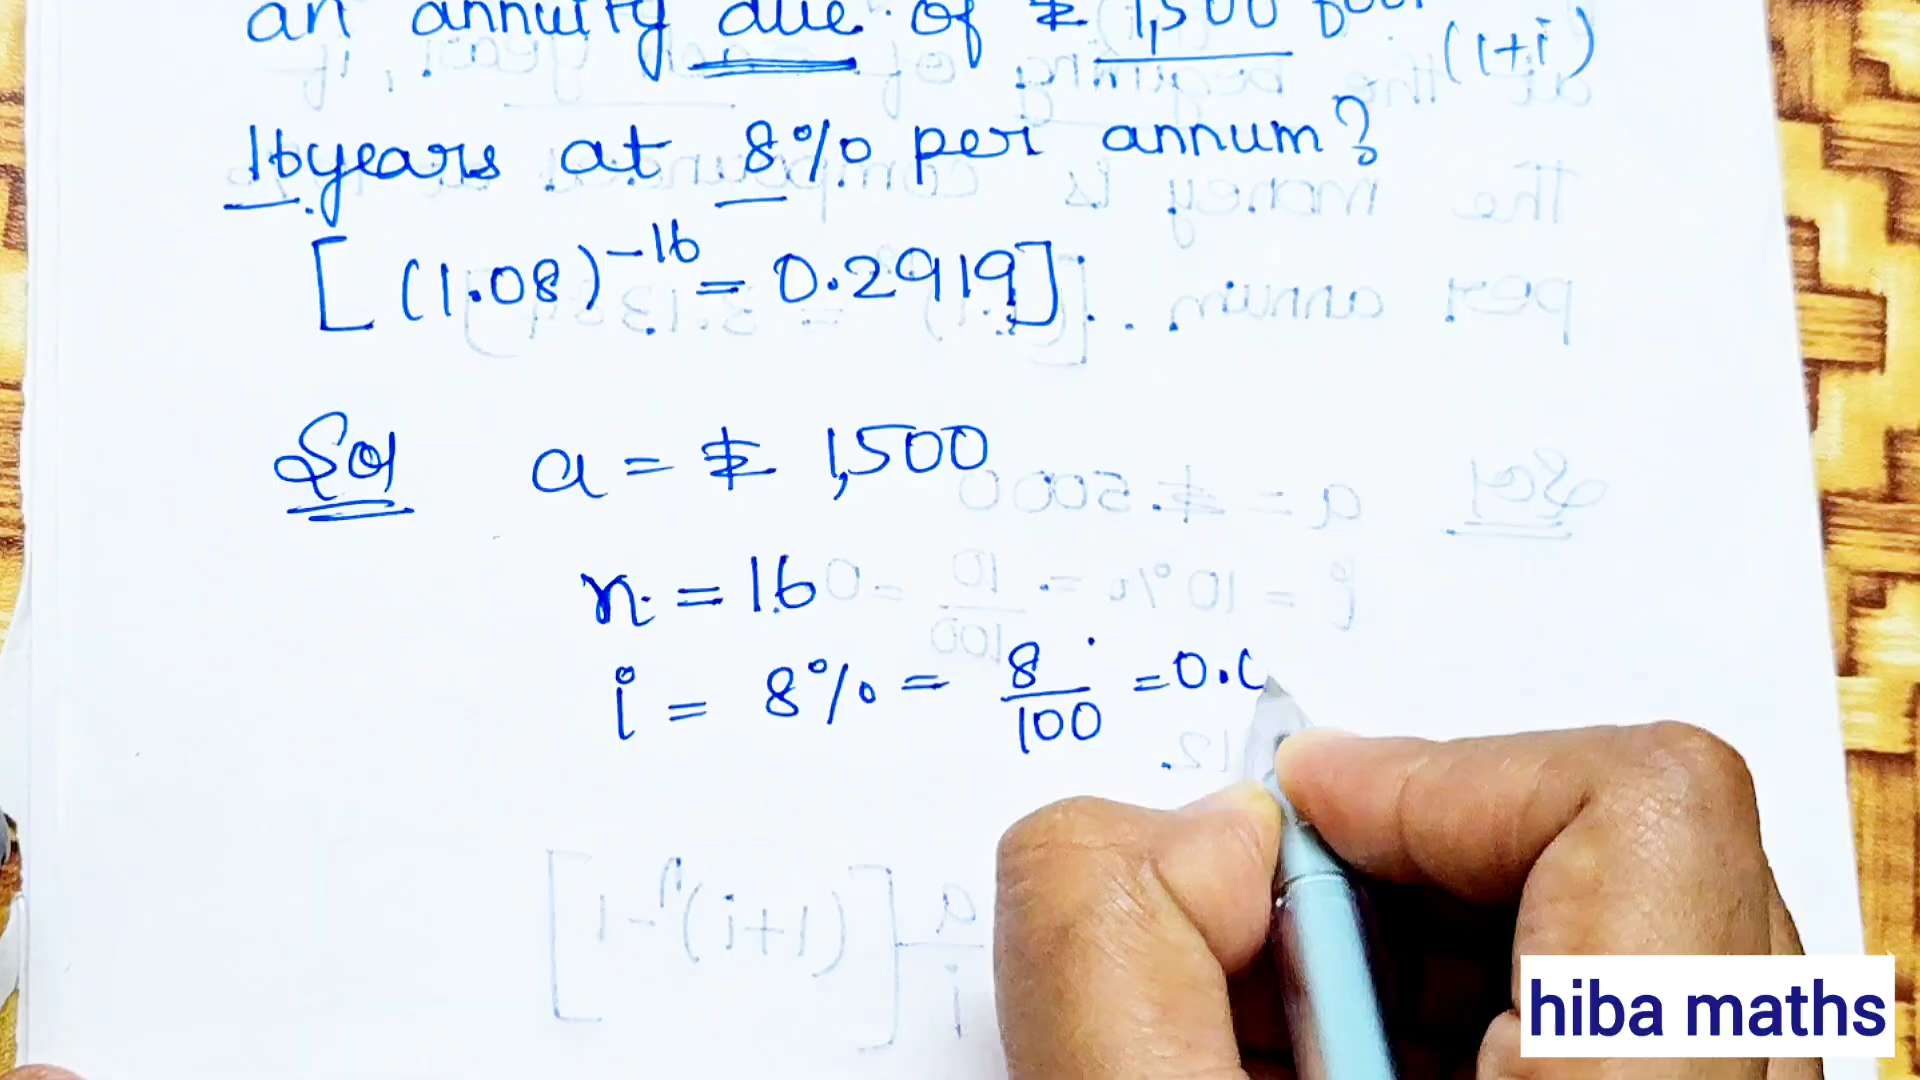 an annuity due of ₹ 1,500 for
(1+i)
16 years at 8% per annum?
[(1.08)^-16 = 0.2919].
Sol a = ₹ 1,500
n = 16
i = 8% = 8/100 = 0.0
hiba maths